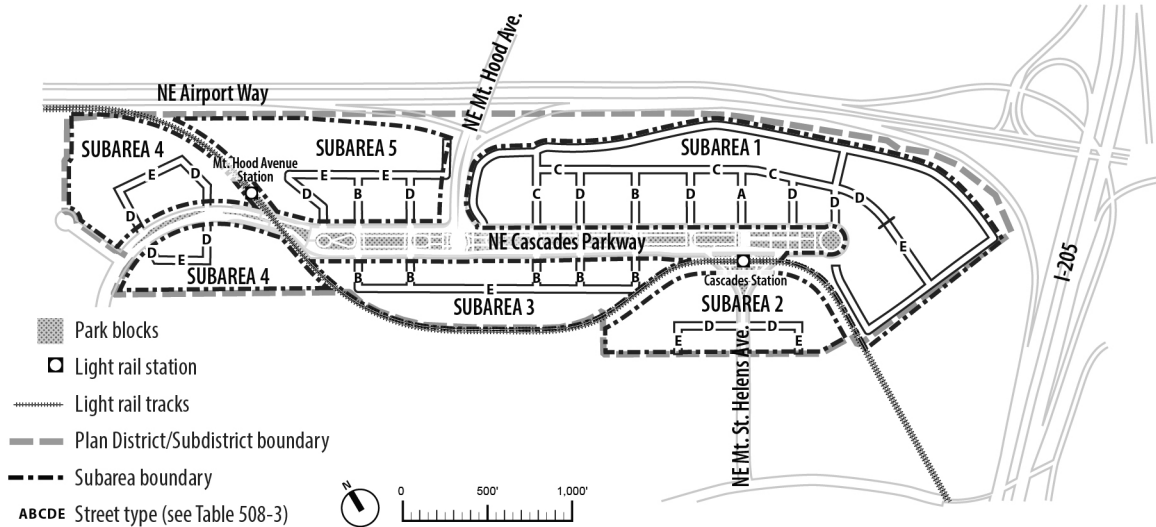 NE Mt. Hood Ave.
NE Airport Way
SUBAREA 4
SUBAREA 5
SUBAREA 1
Mt. Hood Avenue
Station
E
D
D
E
E
D
B
D
C
C
C
C
D
B
D
A
D
D
D
E
NE Cascades Parkway
D
D
E
SUBAREA 4
B
B
B
B
B
E
SUBAREA 3
Cascades Station
SUBAREA 2
D
D
E
E
NE Mt. St. Helens Ave.
I-205
Park blocks
Light rail station
Light rail tracks
Plan District/Subdistrict boundary
Subarea boundary
ABCDE Street type (see Table 508-3)
N
0 500' 1,000'